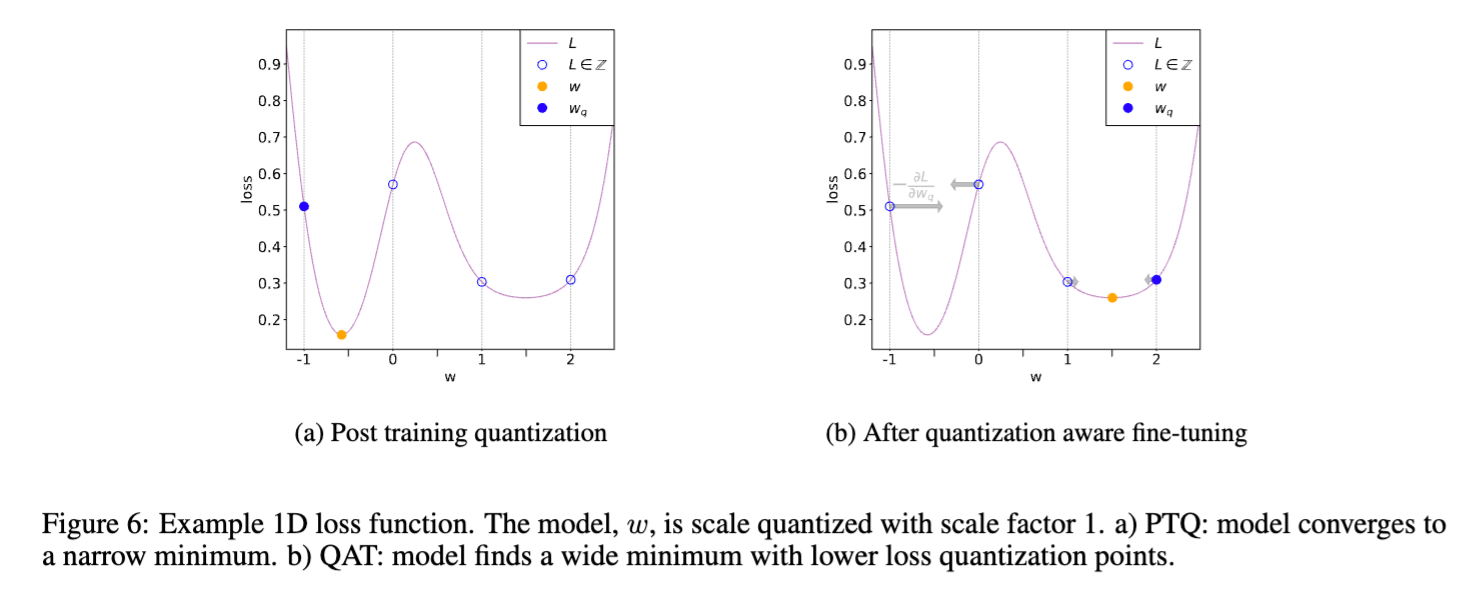 0.9
0.8
0.7
0.6
0.5
0.4
0.3
0.2
loss
-1 0 1 2
w
L
L ∈ ℤ
w
w_q
(a) Post training quantization
0.9
0.8
0.7
0.6
0.5
0.4
0.3
0.2
loss
-1 0 1 2
w
L
L ∈ ℤ
w
w_q
−∂L/∂w_q
(b) After quantization aware fine-tuning
Figure 6: Example 1D loss function. The model, w, is scale quantized with scale factor 1. a) PTQ: model converges to
a narrow minimum. b) QAT: model finds a wide minimum with lower loss quantization points.